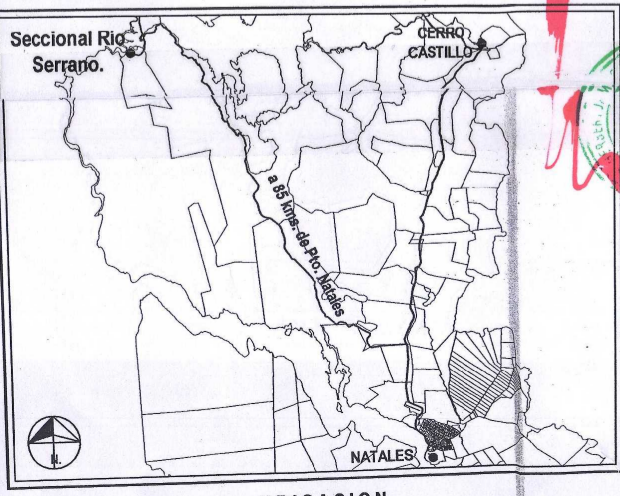 Seccional Rio
Serrano.
CERRO
CASTILLO
a 85 kms. de Pto. Natales
N.
NATALES